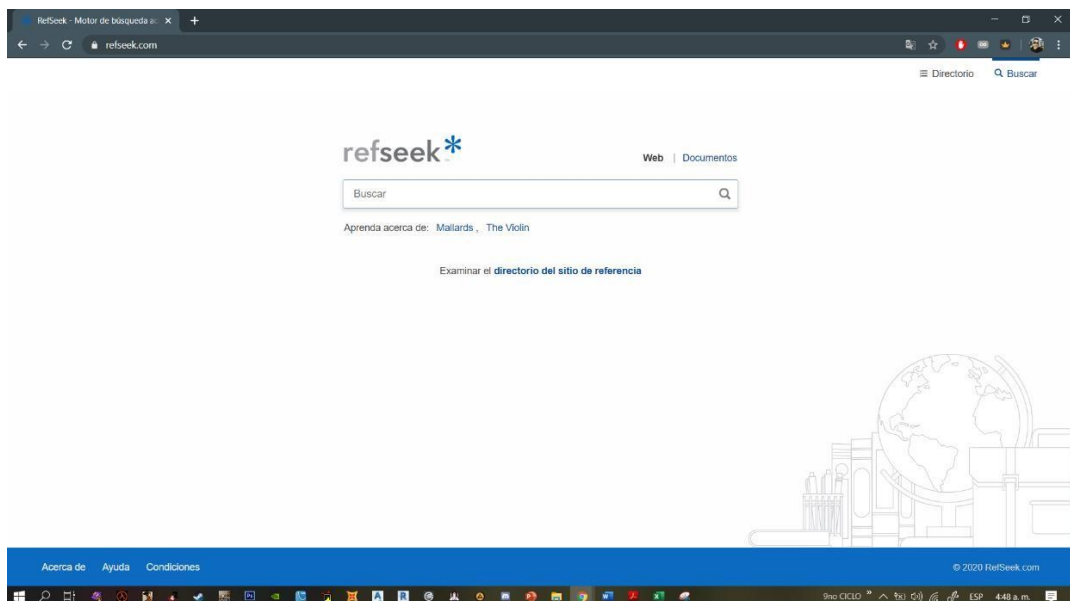 RefSeek - Motor de búsqueda ac
refseek.com
Directorio
Buscar
refseek*
Web | Documentos
Buscar
Aprenda acerca de: Mallards , The Violin
Examinar el directorio del sitio de referencia
Acerca de Ayuda Condiciones
© 2020 RefSeek.com
9no CICLO » ESP 4:48 a. m.